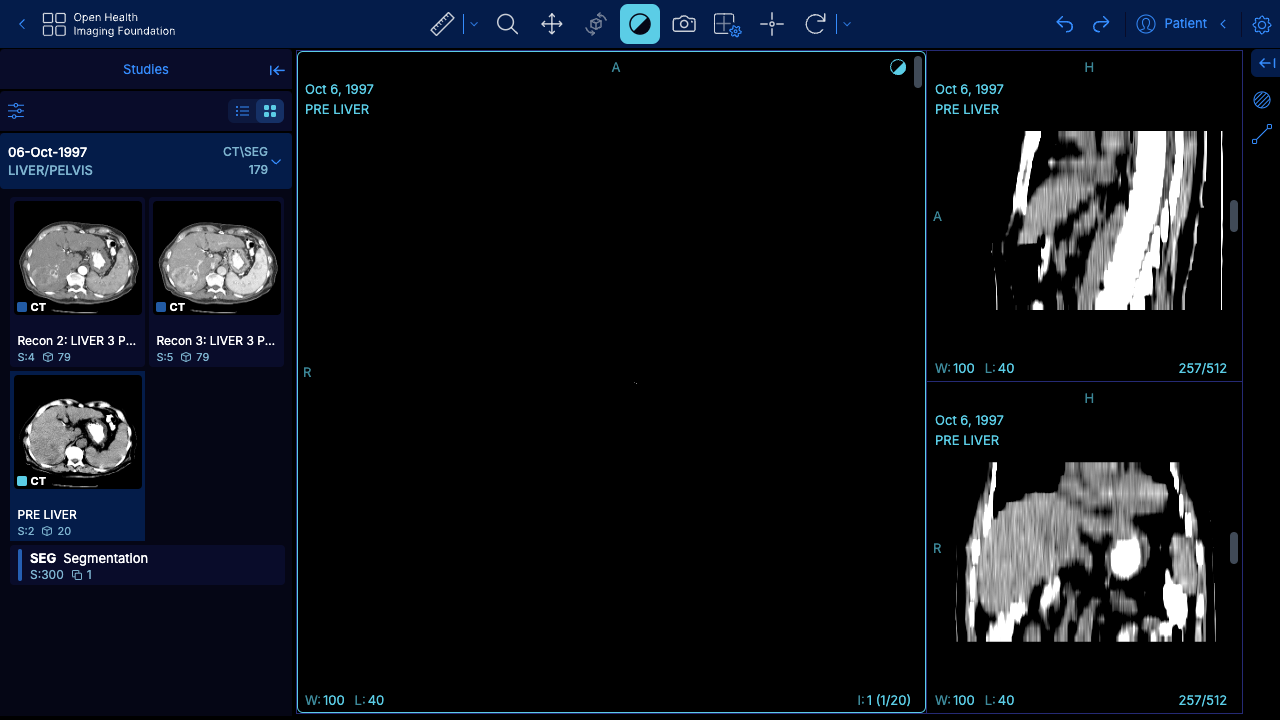 Open Health
Imaging Foundation
Patient
Studies
06-Oct-1997
CT\SEG
LIVER/PELVIS
179
CT
Recon 2: LIVER 3 P...
S:4 79
CT
Recon 3: LIVER 3 P...
S:5 79
CT
PRE LIVER
S:2 20
SEG Segmentation
S:300 1
A
Oct 6, 1997
PRE LIVER
R
W: 100 L: 40
I: 1 (1/20)
H
Oct 6, 1997
PRE LIVER
A
W: 100 L: 40
257/512
H
Oct 6, 1997
PRE LIVER
R
W: 100 L: 40
257/512